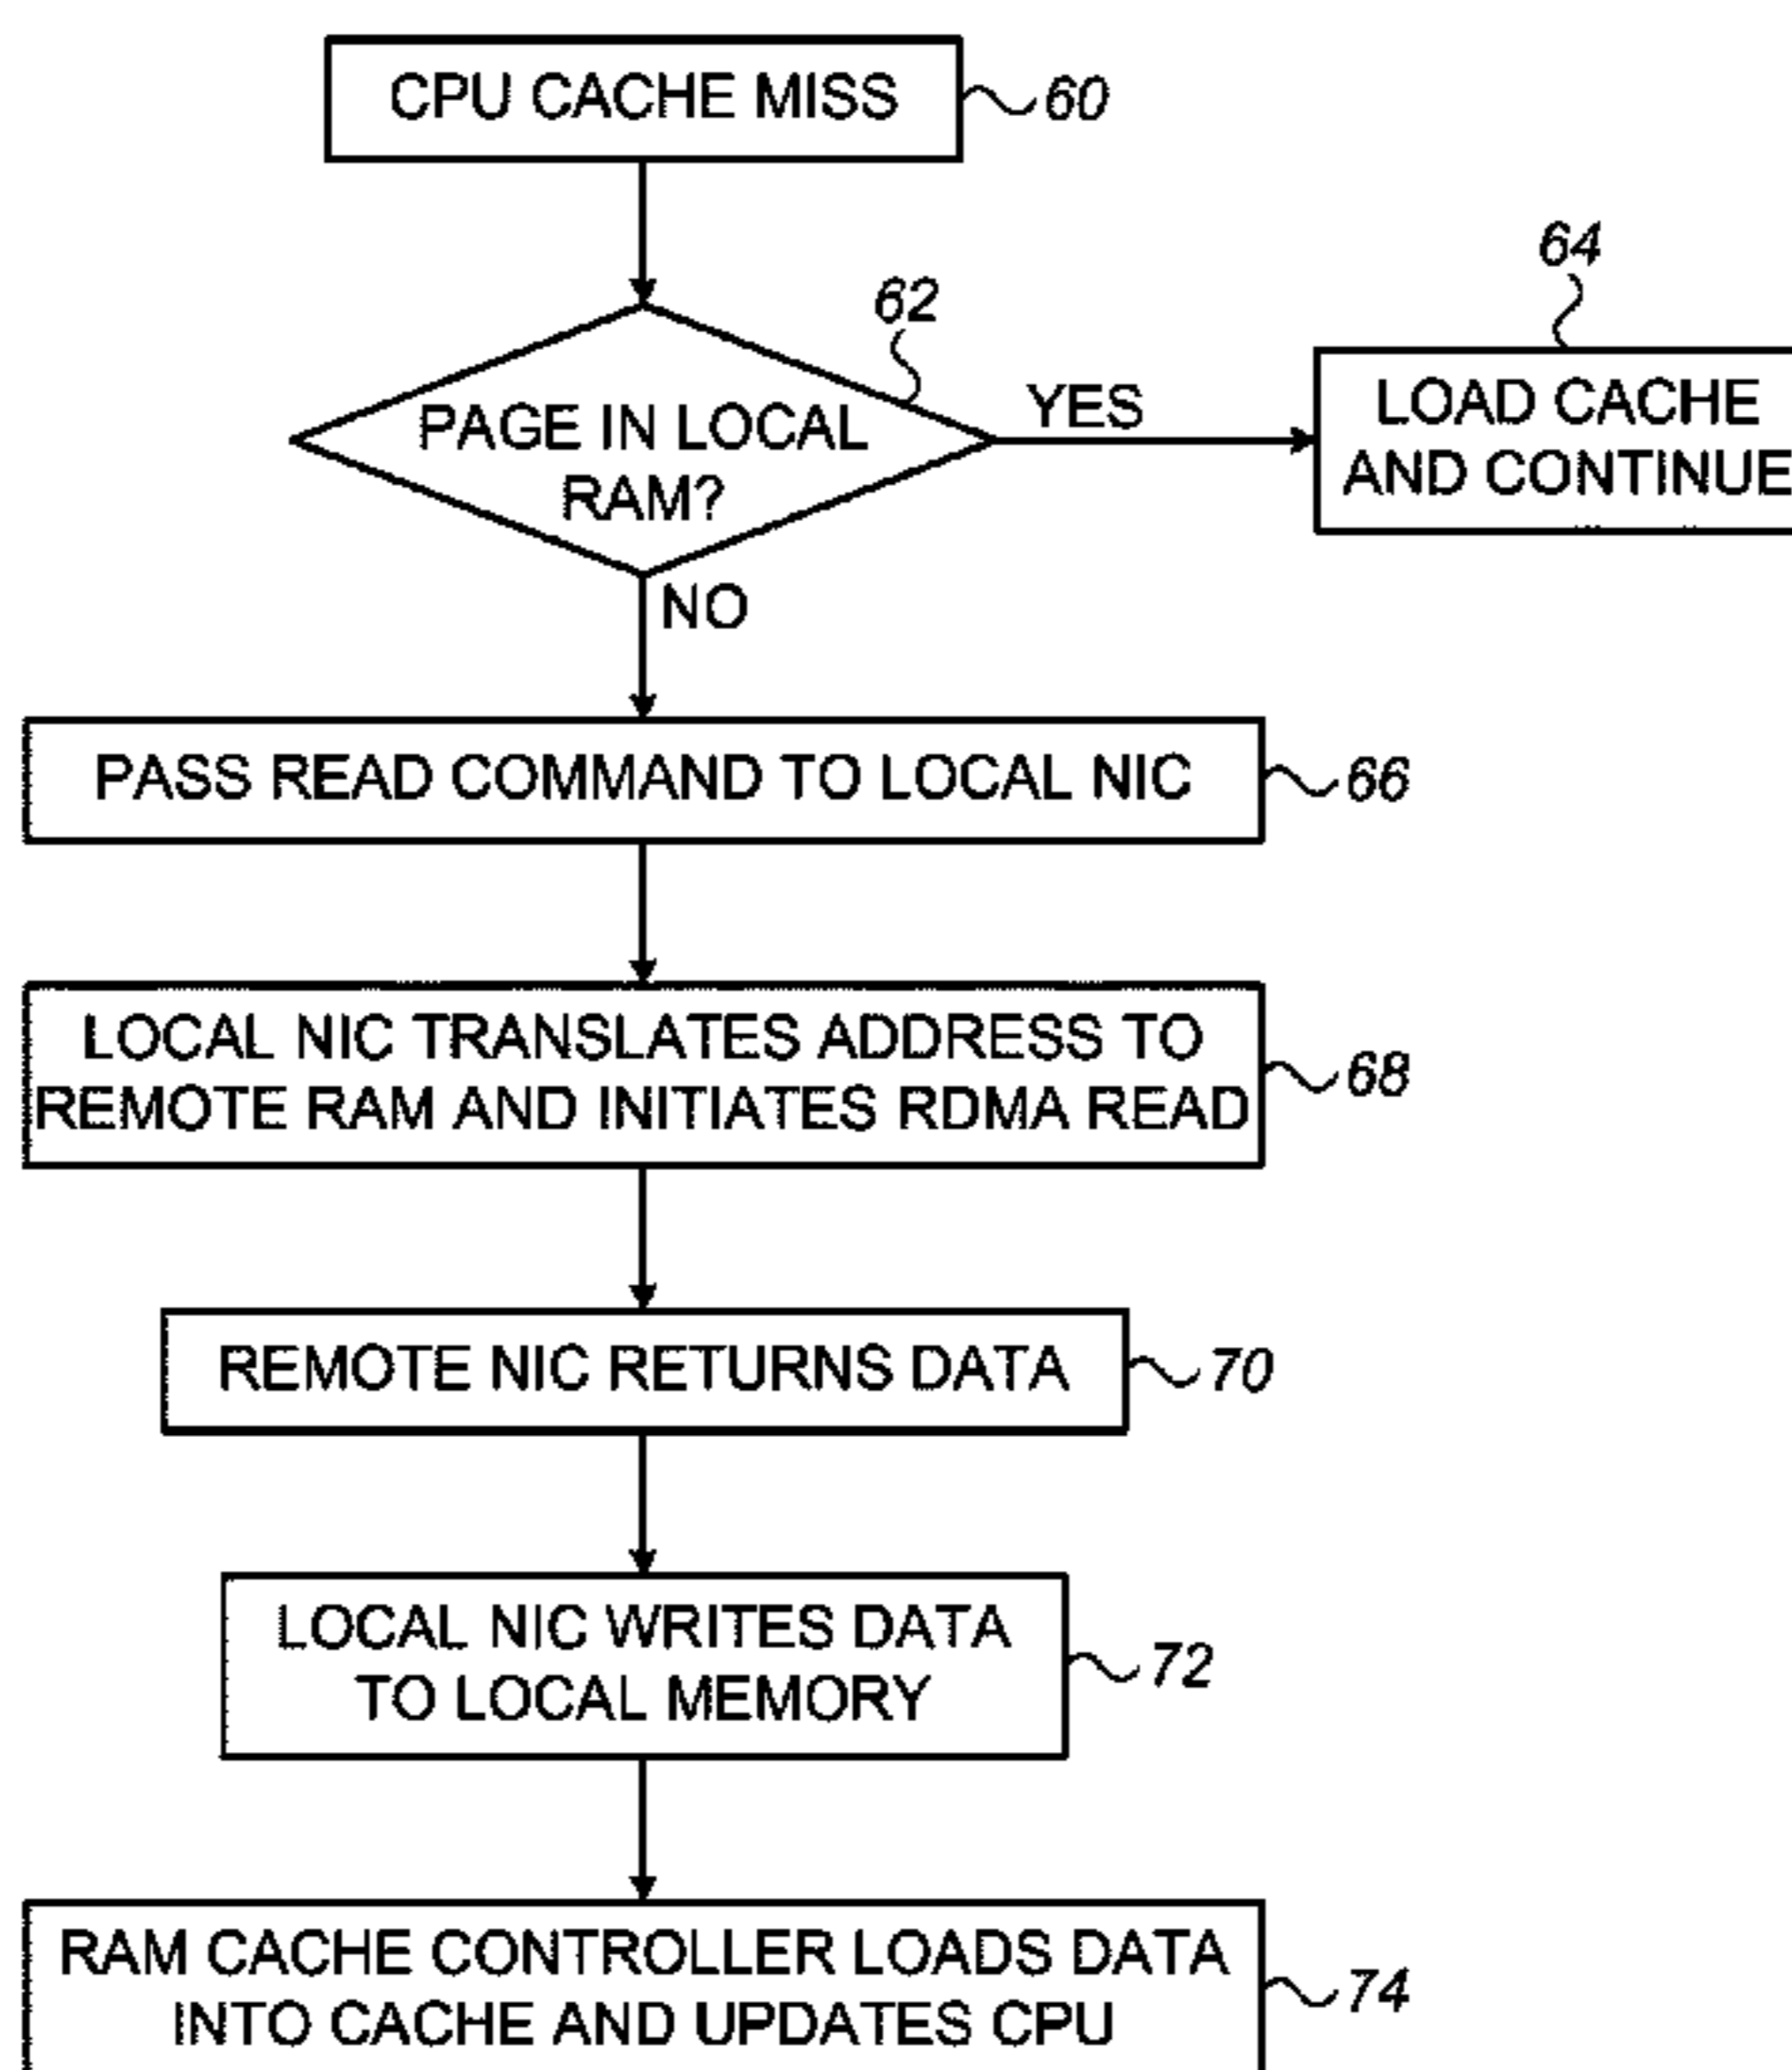 CPU CACHE MISS
60
62
64
PAGE IN LOCAL
RAM?
YES
LOAD CACHE
AND CONTINUE
NO
PASS READ COMMAND TO LOCAL NIC
66
LOCAL NIC TRANSLATES ADDRESS TO
REMOTE RAM AND INITIATES RDMA READ
68
REMOTE NIC RETURNS DATA
70
LOCAL NIC WRITES DATA
TO LOCAL MEMORY
72
RAM CACHE CONTROLLER LOADS DATA
INTO CACHE AND UPDATES CPU
74